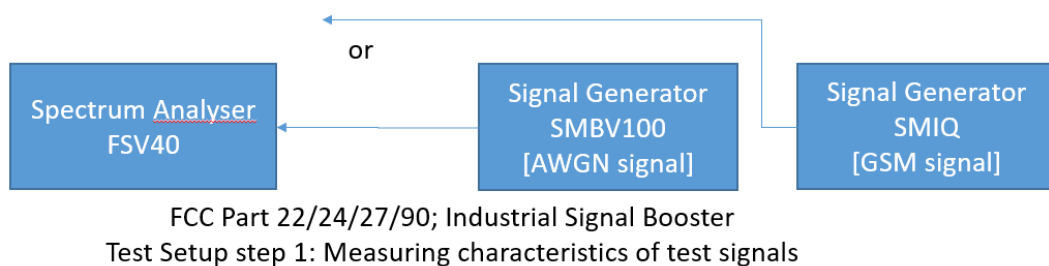 or
Spectrum Analyser
FSV40
Signal Generator
SMBV100
[AWGN signal]
Signal Generator
SMIQ
[GSM signal]
FCC Part 22/24/27/90; Industrial Signal Booster
Test Setup step 1: Measuring characteristics of test signals